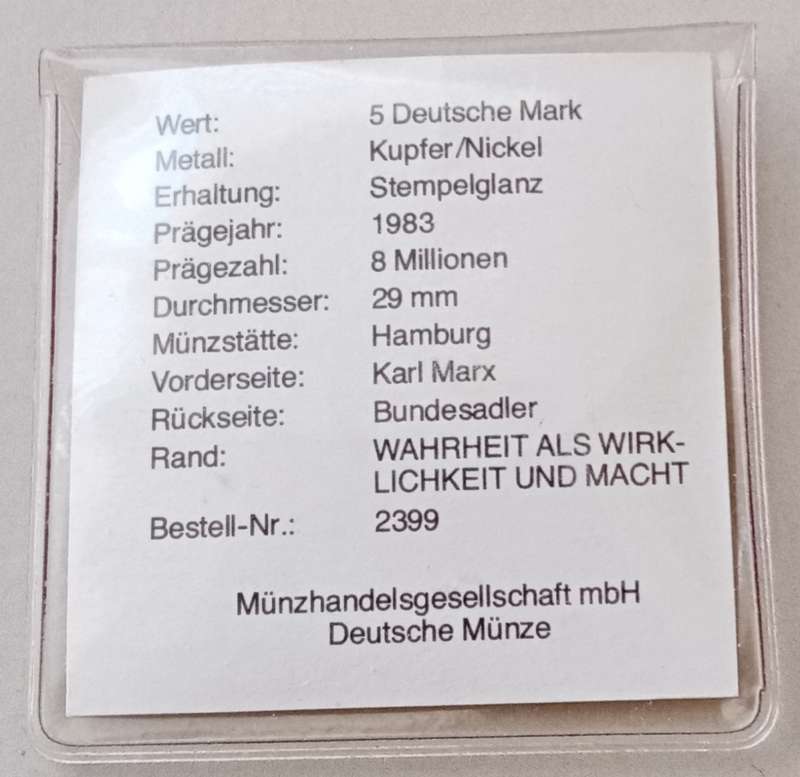 Wert: 5 Deutsche Mark
Metall: Kupfer/Nickel
Erhaltung: Stempelglanz
Prägejahr: 1983
Prägezahl: 8 Millionen
Durchmesser: 29 mm
Münzstätte: Hamburg
Vorderseite: Karl Marx
Rückseite: Bundesadler
Rand: WAHRHEIT ALS WIRK-
LICHKEIT UND MACHT
Bestell-Nr.: 2399
Münzhandelsgesellschaft mbH
Deutsche Münze